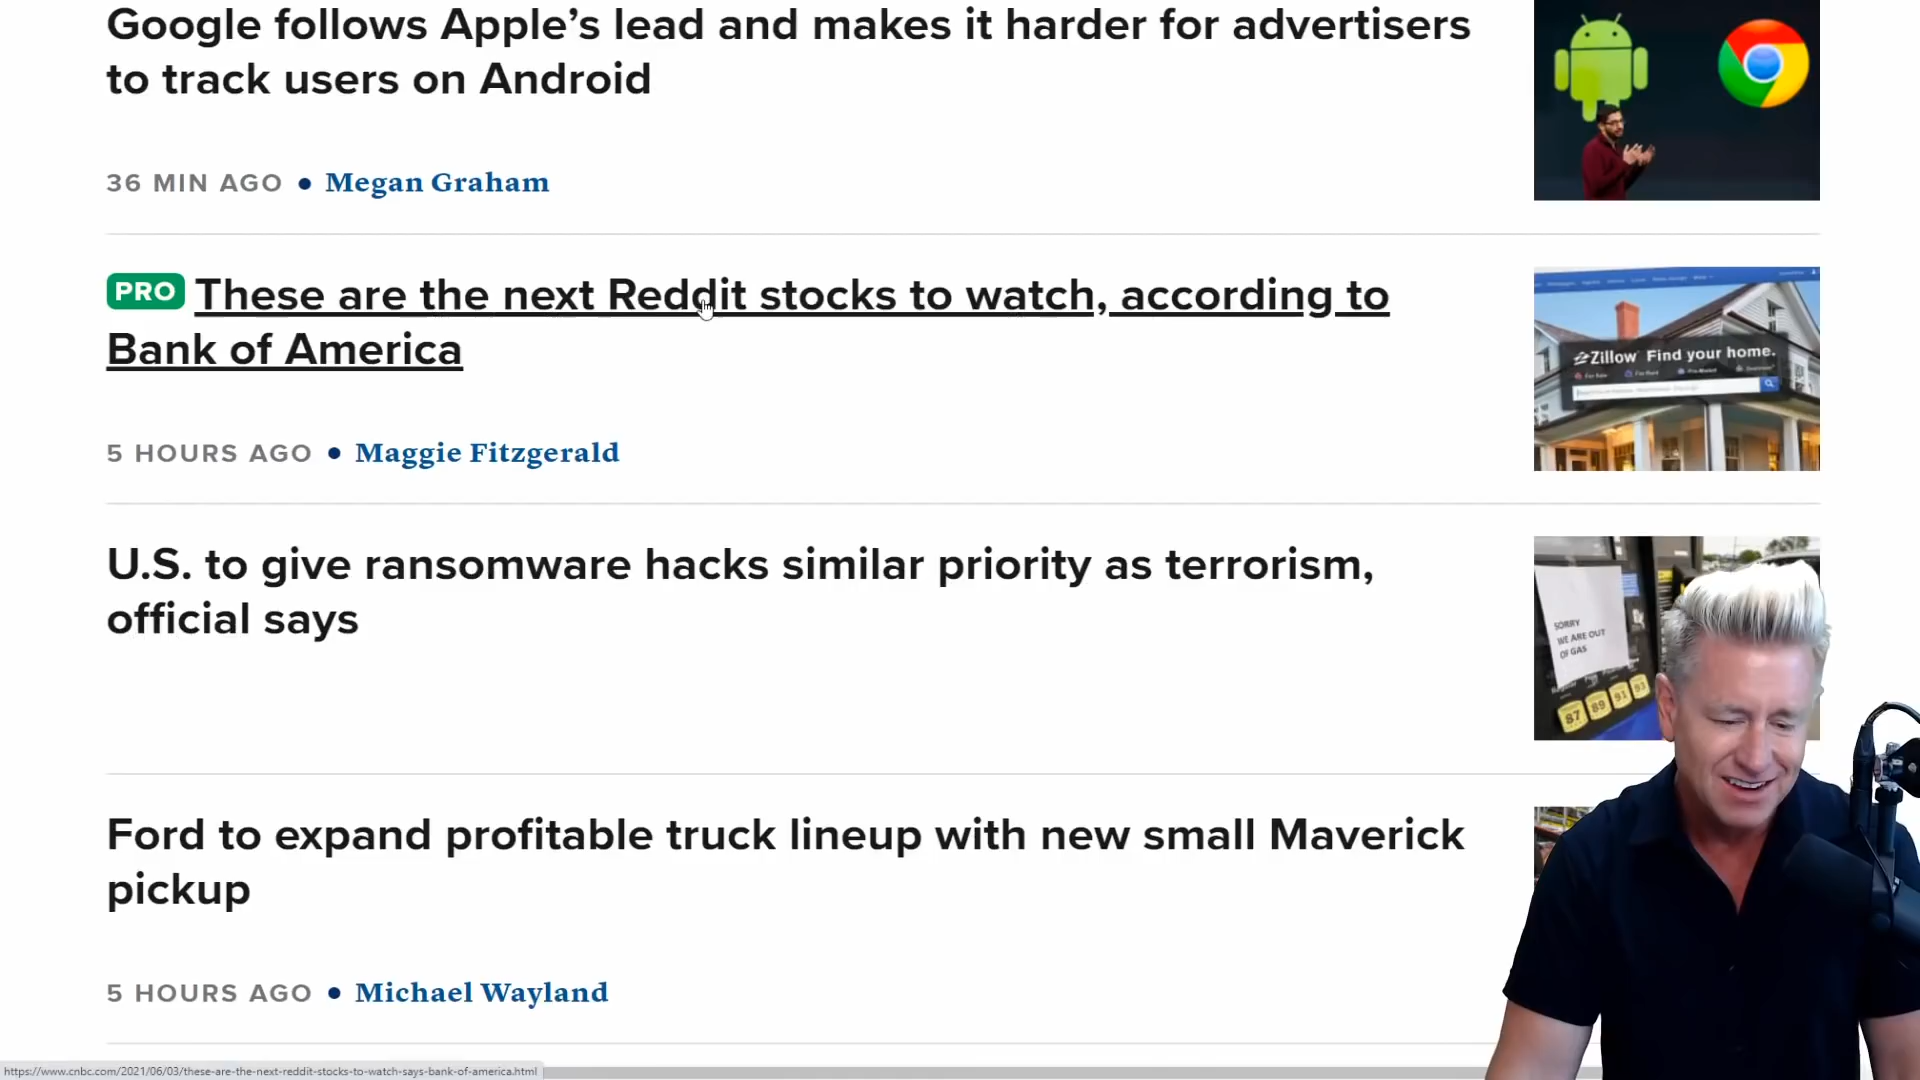 Google follows Apple’s lead and makes it harder for advertisers
to track users on Android
36 MIN AGO • Megan Graham
PRO These are the next Reddit stocks to watch, according to
Bank of America
Zillow Find your home.
5 HOURS AGO • Maggie Fitzgerald
U.S. to give ransomware hacks similar priority as terrorism,
official says
SORRY
WE ARE OUT
OF GAS
87 89 91 93
Ford to expand profitable truck lineup with new small Maverick
pickup
5 HOURS AGO • Michael Wayland
https://www.cnbc.com/2021/06/03/these-are-the-next-reddit-stocks-to-watch-says-bank-of-america.html